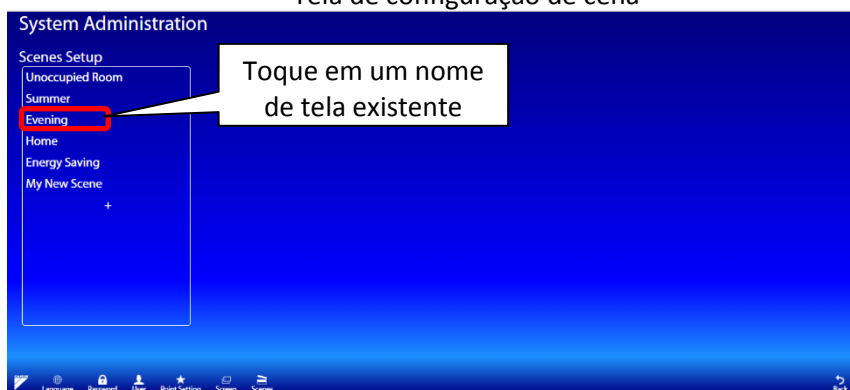 Tela de configuração de cena
System Administration
Scenes Setup
Unoccupied Room
Summer
Evening
Home
Energy Saving
My New Scene
+
Toque em um nome
de tela existente
Language Password User Point Setting Screen Scenes Back